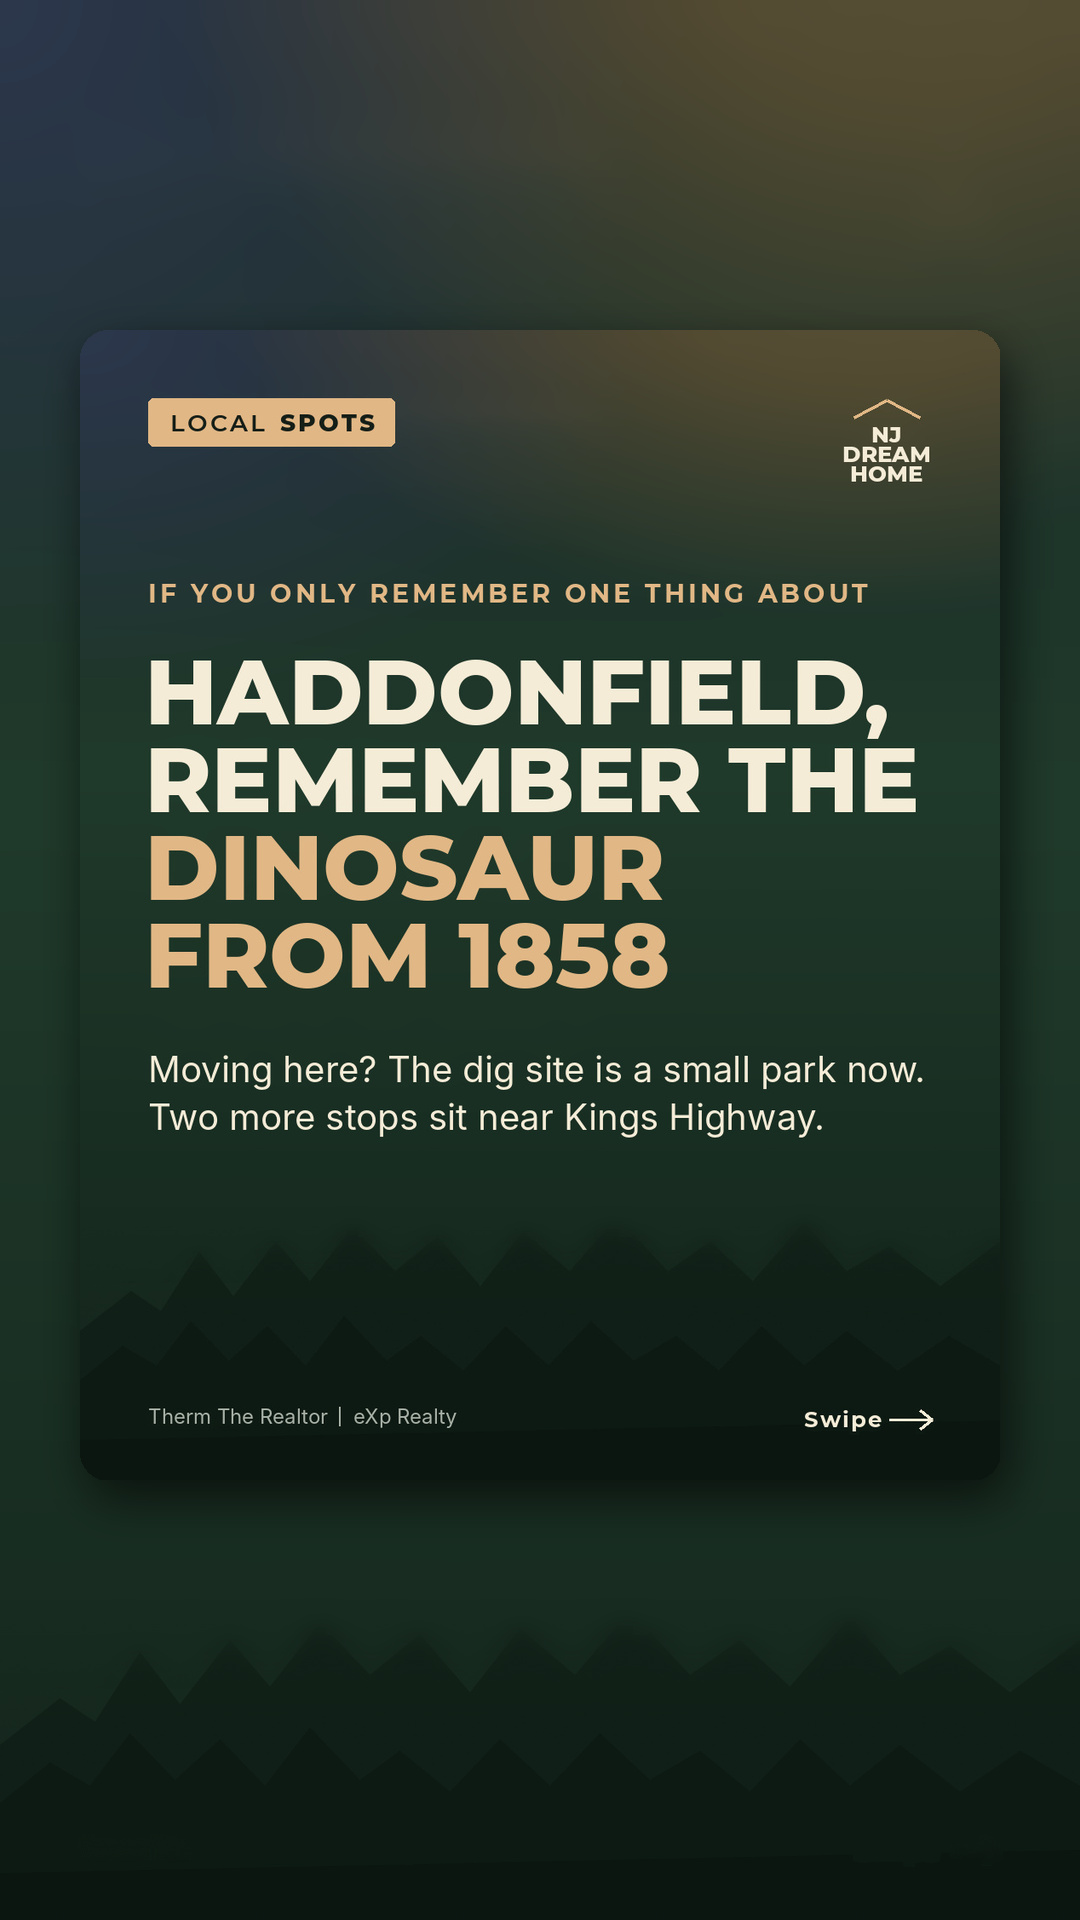 LOCAL SPOTS
NJ
DREAM
HOME
IF YOU ONLY REMEMBER ONE THING ABOUT
HADDONFIELD,
REMEMBER THE
DINOSAUR
FROM 1858
Moving here? The dig site is a small park now.
Two more stops sit near Kings Highway.
Therm The Realtor | eXp Realty
Swipe